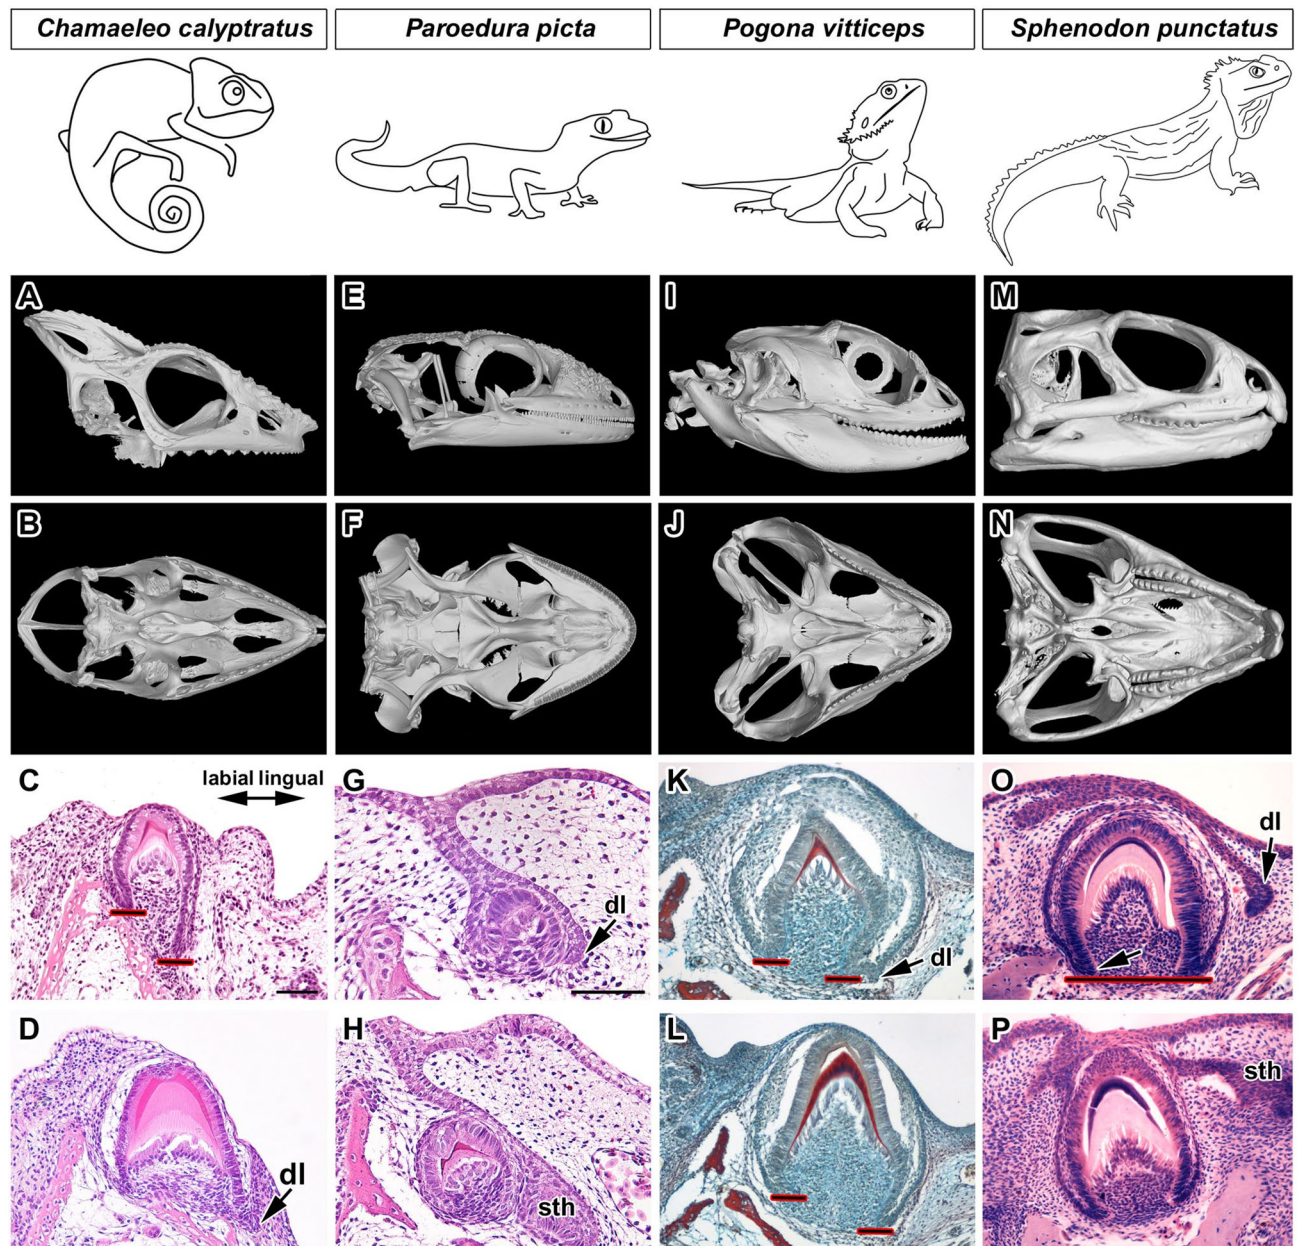 Chamaeleo calyptratus
Paroedura picta
Pogona vitticeps
Sphenodon punctatus
A
E
I
M
B
F
J
N
C
labial lingual
G
dl
K
dl
O
dl
D
dl
H
sth
L
P
sth